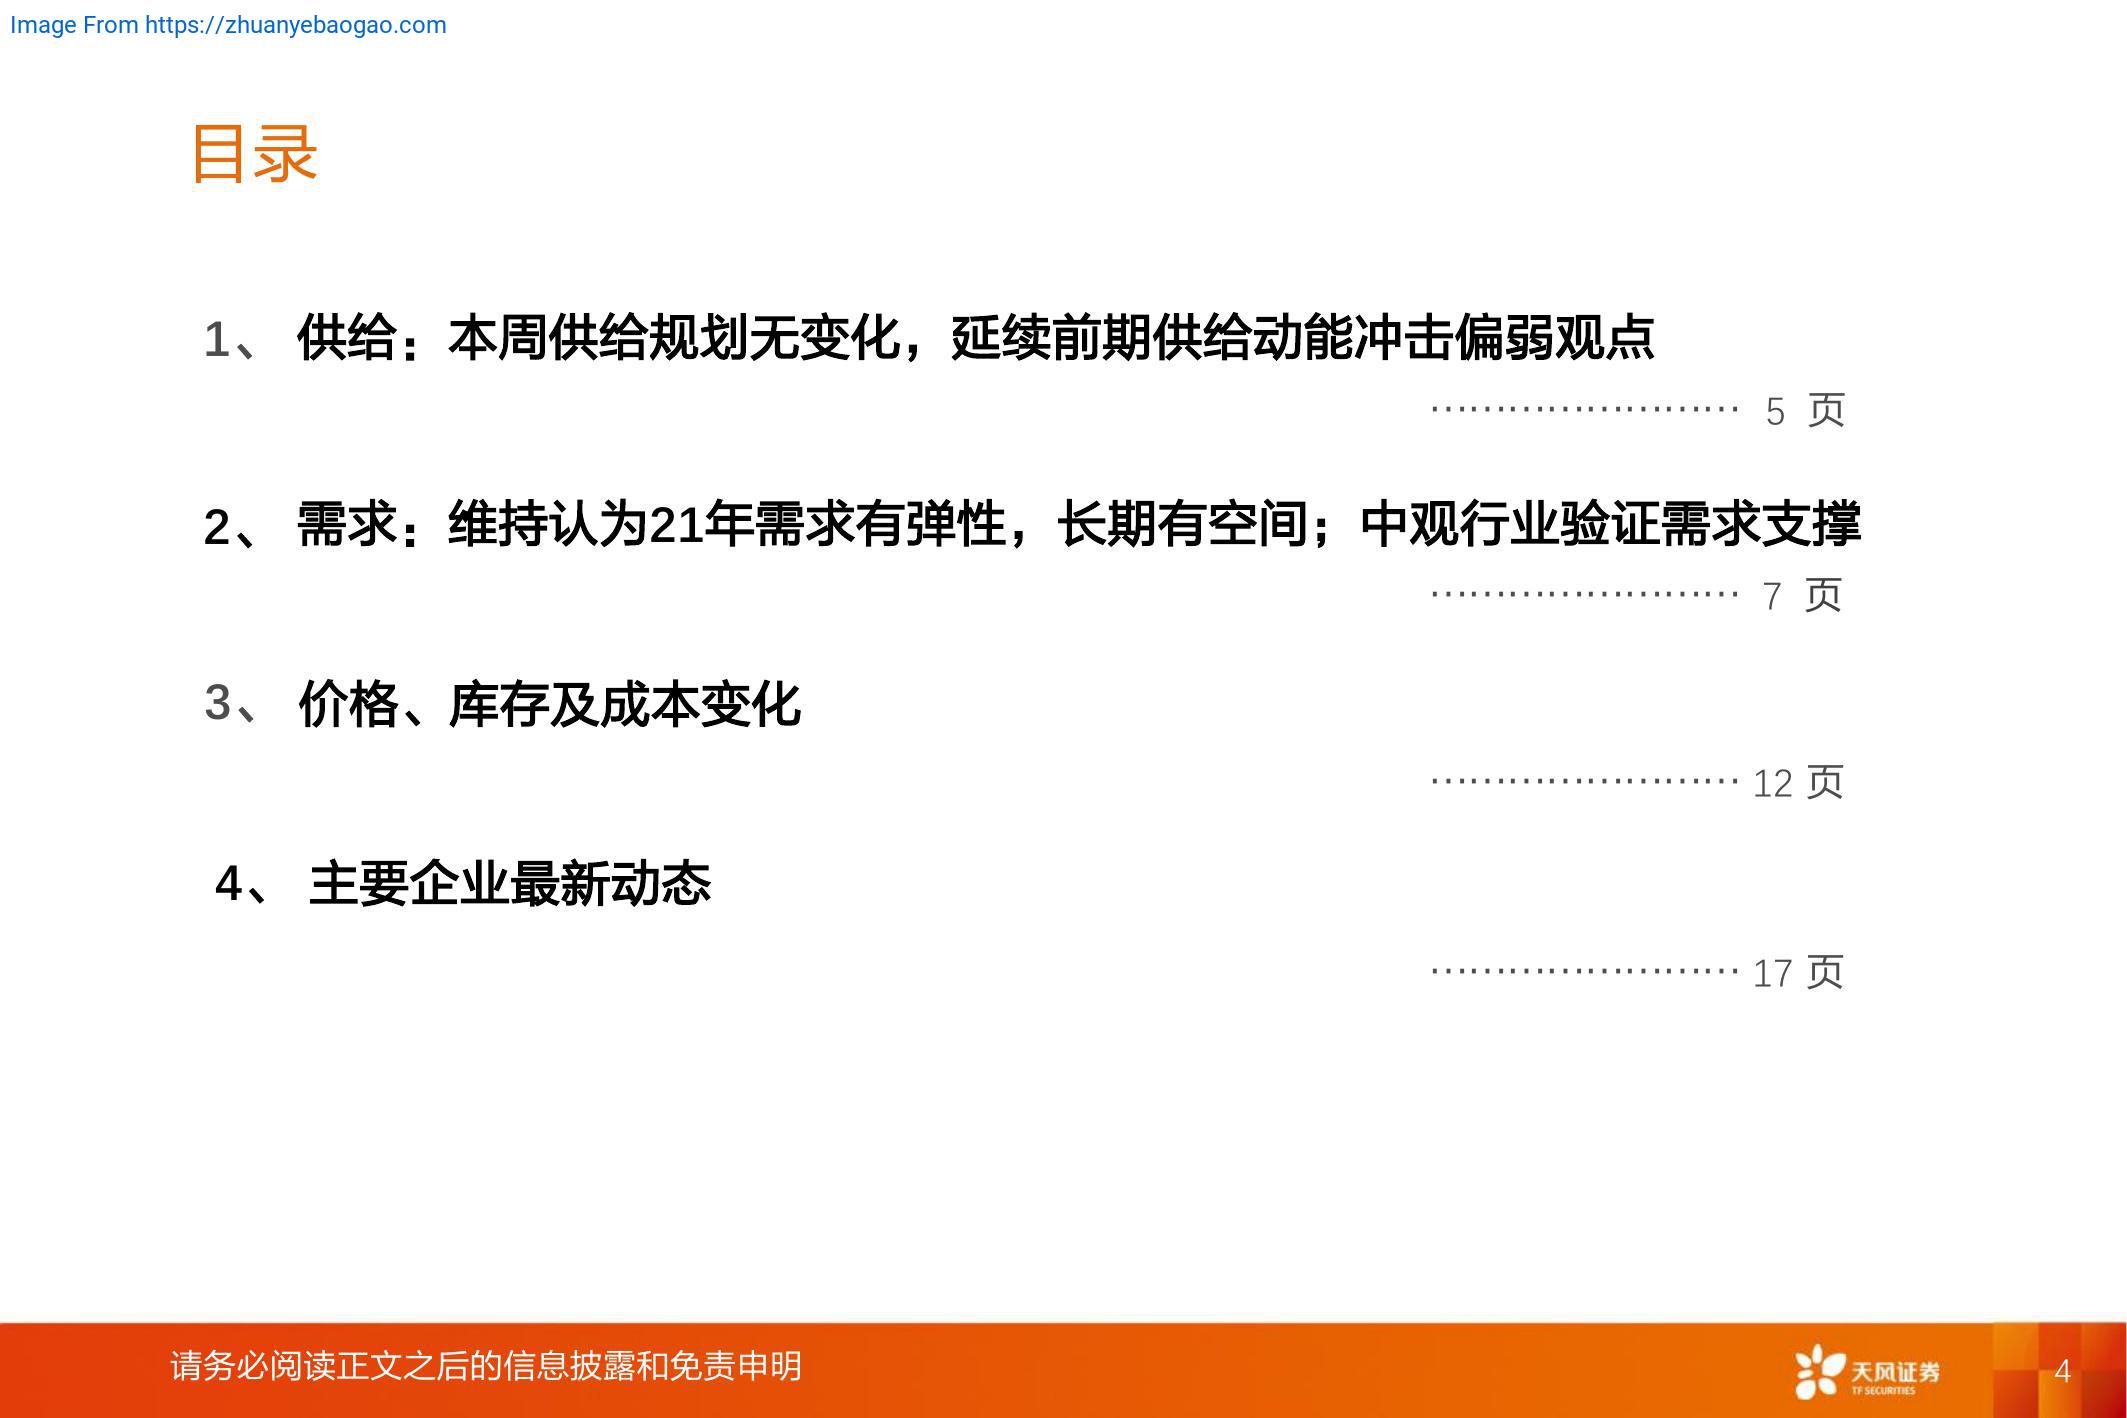 Image From https://zhuanyebaogao.com
目录
1、 供给：本周供给规划无变化，延续前期供给动能冲击偏弱观点
…………………… 5 页
2、 需求：维持认为21年需求有弹性，长期有空间；中观行业验证需求支撑
…………………… 7 页
3、 价格、库存及成本变化
…………………… 12 页
4、 主要企业最新动态
…………………… 17 页
请务必阅读正文之后的信息披露和免责申明
天风证券
TF SECURITIES
4